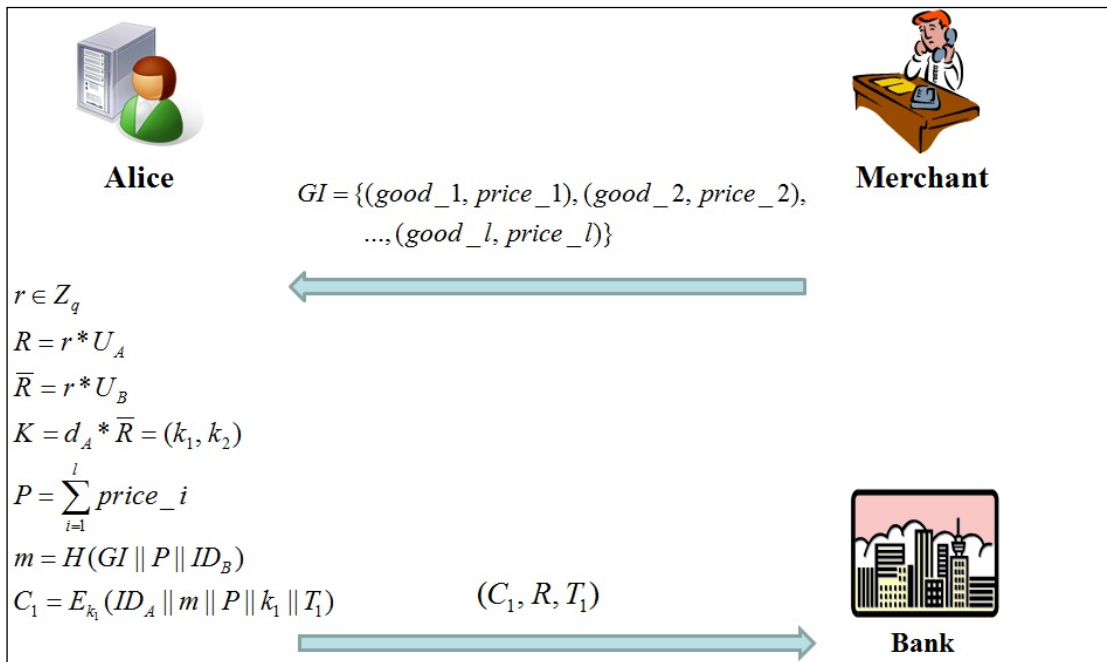 Alice
Merchant
GI = {(good_1, price_1), (good_2, price_2),
..., (good_l, price_l)}
r ∈ Z_q
R = r * U_A
R̅ = r * U_B
K = d_A * R̅ = (k_1, k_2)
P = ∑_{i=1}^{l} price_i
m = H(GI || P || ID_B)
C_1 = E_{k_1}(ID_A || m || P || k_1 || T_1)
(C_1, R, T_1)
Bank